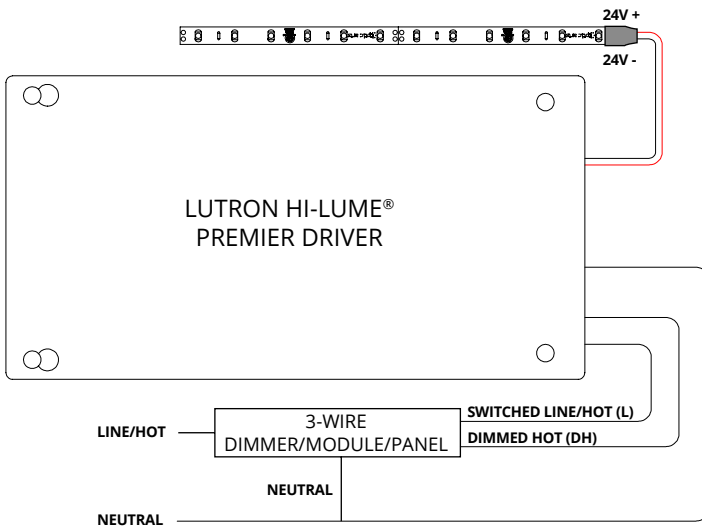 24V +
24V -
LUTRON HI-LUME®
PREMIER DRIVER
SWITCHED LINE/HOT (L)
LINE/HOT
3-WIRE
DIMMER/MODULE/PANEL
DIMMED HOT (DH)
NEUTRAL
NEUTRAL